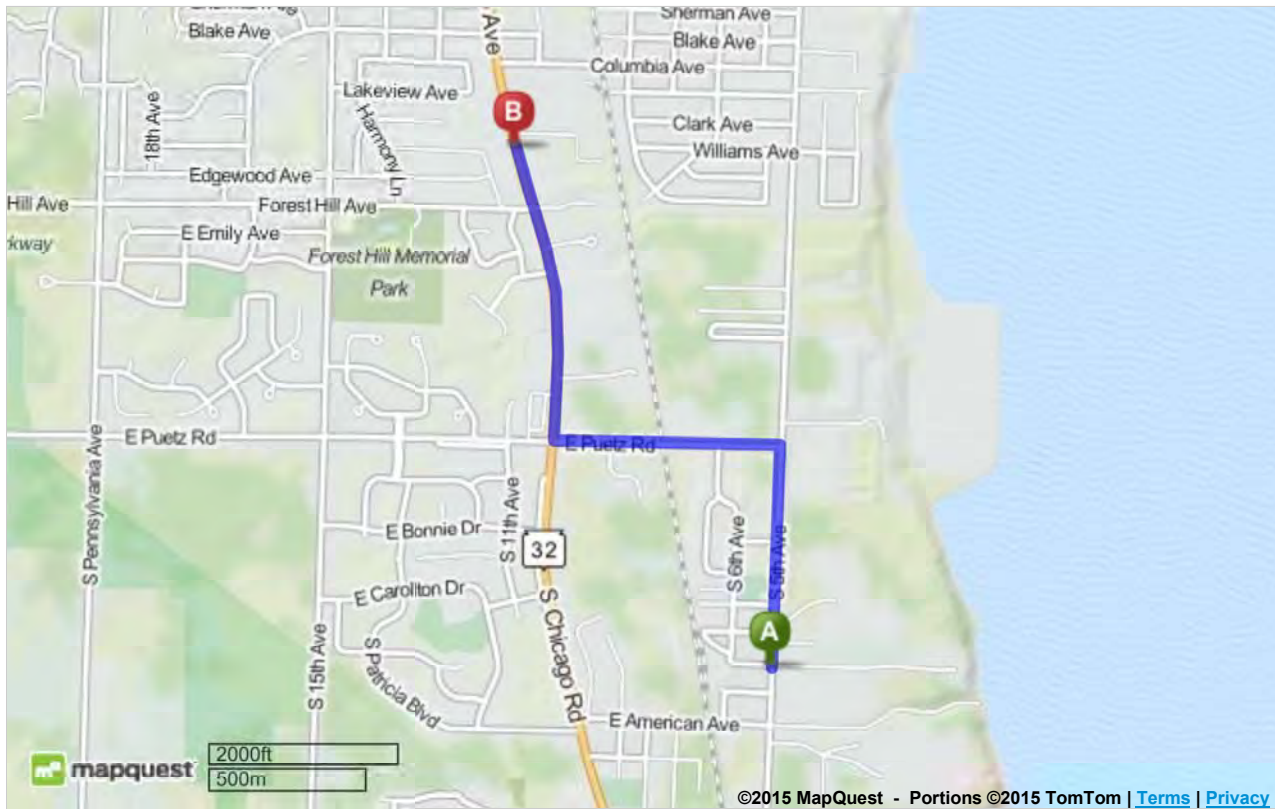 Ave
Sherman Ave
Blake Ave
Blake Ave
Columbia Ave
Lakeview Ave
18th Ave
Harmony Ln
B
Clark Ave
Williams Ave
Edgewood Ave
Hill Ave
Forest Hill Ave
E Emily Ave
kway
Forest Hill Memorial
Park
E Puetz Rd
E Puetz Rd
S Pennsylvania Ave
S 11th Ave
E Bonnie Dr
32
S 6th Ave
S 5th Ave
E Carollton Dr
S Chicago Rd
A
S 15th Ave
S Patricia Blvd
E American Ave
mapquest
2000ft
500m
©2015 MapQuest - Portions ©2015 TomTom | Terms | Privacy